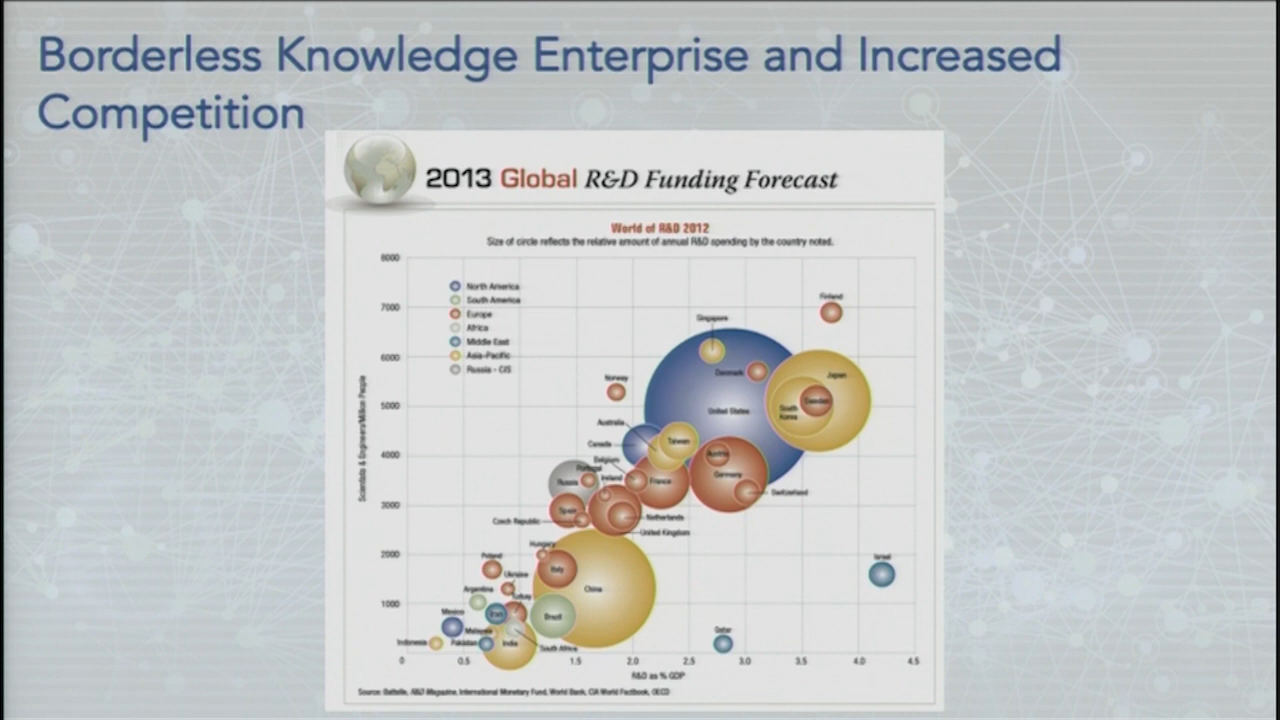 Borderless Knowledge Enterprise and Increased
Competition
2013 Global R&D Funding Forecast
World of R&D 2012
Size of circle reflects the relative amount of annual R&D spending by the country noted.
8000
7000
6000
5000
4000
3000
2000
1000
Scientists & Engineers/Million People
North America
South America
Europe
Africa
Middle East
Asia-Pacific
Russia - CIS
Finland
Singapore
Denmark
Japan
Norway
Sweden
South
Korea
United States
Australia
Taiwan
Canada
Austria
Belgium
Portugal
Germany
Russia
Ireland
France
Switzerland
Spain
Netherlands
Czech Republic
United Kingdom
Hungary
Poland
Italy
Israel
Ukraine
China
Argentina
Turkey
Mexico
Iran
Brazil
Malaysia
Qatar
Indonesia
Pakistan
India
South Africa
0
0.5
1.5
2.0
2.5
3.0
3.5
4.0
4.5
R&D as % GDP
Source: Battelle, R&D Magazine, International Monetary Fund, World Bank, CIA World Factbook, OECD